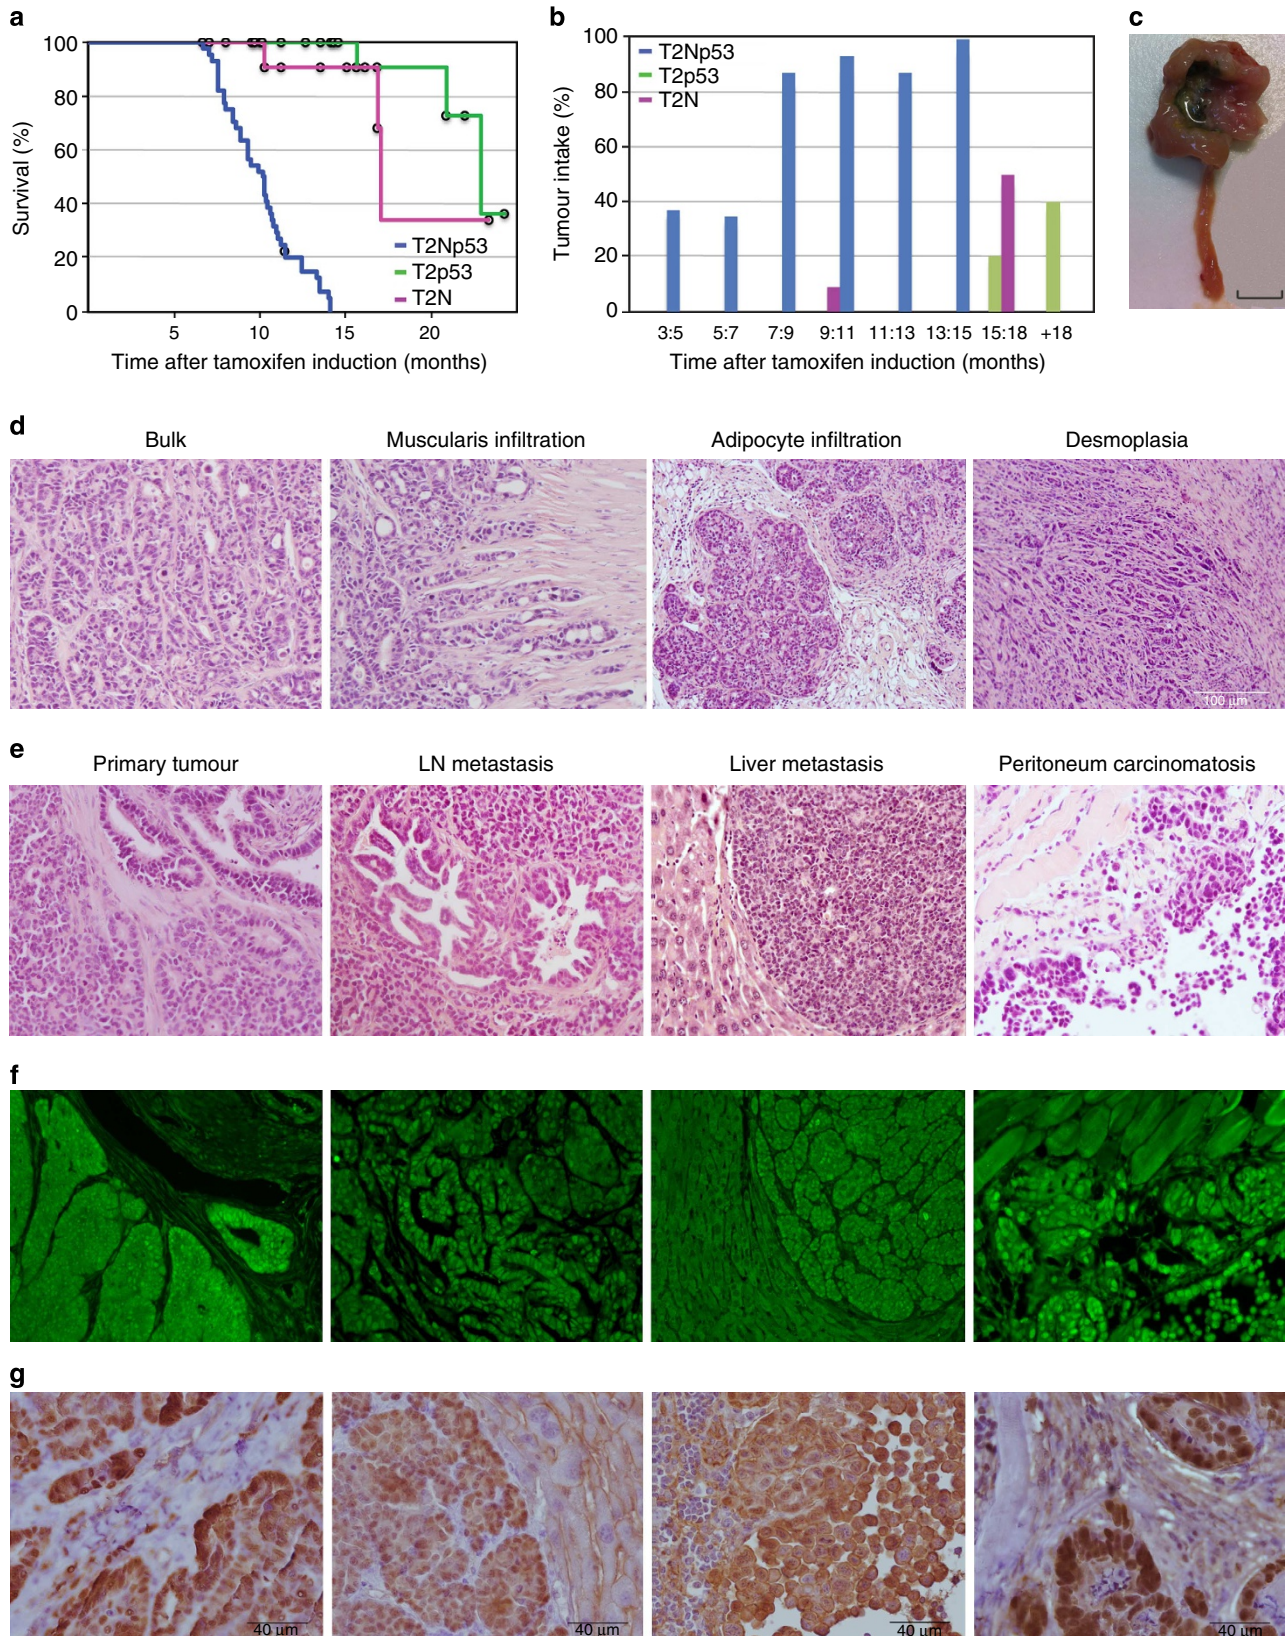 a
100
80
60
40
20
0
5 10 15 20
Survival (%)
Time after tamoxifen induction (months)
T2Np53
T2p53
T2N
b
100
80
60
40
20
0
3:5 5:7 7:9 9:11 11:13 13:15 15:18 +18
Tumour intake (%)
Time after tamoxifen induction (months)
T2Np53
T2p53
T2N
c
d
Bulk Muscularis infiltration Adipocyte infiltration Desmoplasia
100 µm
e
Primary tumour LN metastasis Liver metastasis Peritoneum carcinomatosis
f
g
40 µm 40 µm 40 µm 40 µm